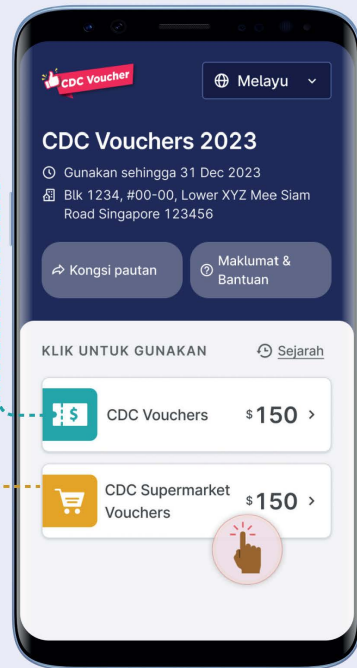 CDC Voucher
Melayu
CDC Vouchers 2023
Gunakan sehingga 31 Dec 2023
Blk 1234, #00-00, Lower XYZ Mee Siam
Road Singapore 123456
Kongsi pautan
Maklumat &
Bantuan
KLIK UNTUK GUNAKAN
Sejarah
$
CDC Vouchers
$150
CDC Supermarket
Vouchers
$150